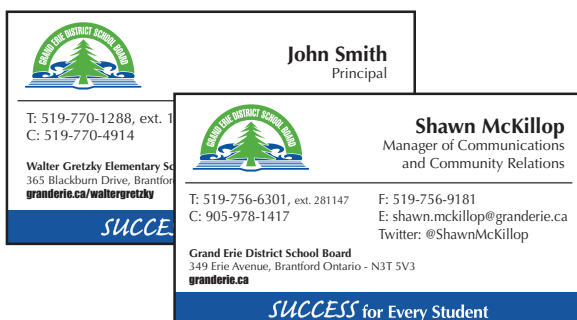 GRAND ERIE DISTRICT SCHOOL BOARD
John Smith
Principal
T: 519-770-1288, ext. 1
C: 519-770-4914
Walter Gretzky Elementary
365 Blackburn Drive,
granderie.ca/waltergretzky
GRAND ERIE DISTRICT SCHOOL BOARD
Shawn McKillop
Manager of Communications
and Community Relations
T: 519-756-6301, ext. 281147
F: 519-756-9181
C: 905-978-1417
E: shawn.mckillop@granderie.ca
Twitter: @ShawnMcKillop
Grand Erie District School Board
349 Erie Avenue, Brantford Ontario - N3T 5V3
granderie.ca
SUCCESS for Every Student